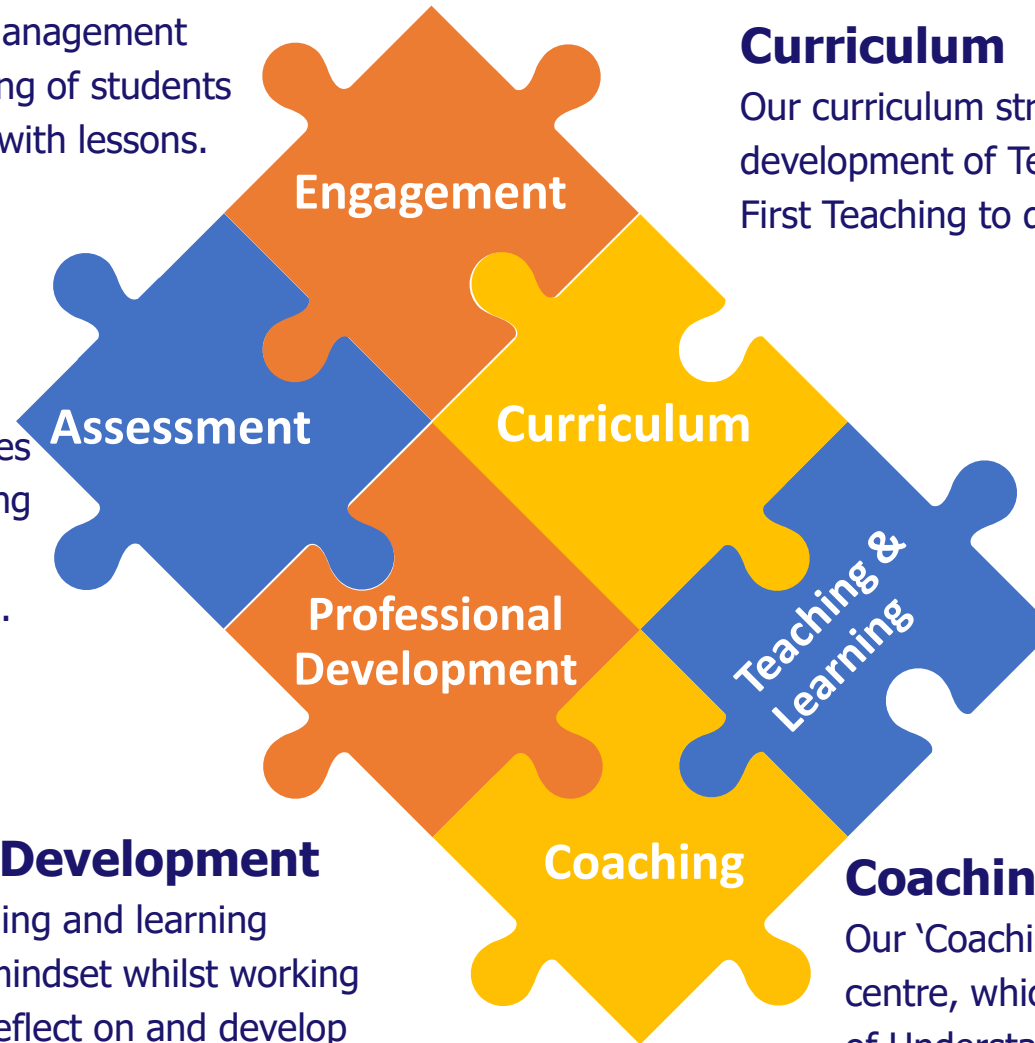 anagement
ng of students
with lessons.
Curriculum
Our curriculum str
development of Te
First Teaching to
Engagement
Assessment
Curriculum
es
ng
.
Teaching &
Learning
Professional
Development
Coaching
Development
ing and learning
mindset whilst working
eflect on and develop
Coachin
Our ‘Coachi
centre, whic
of Understa